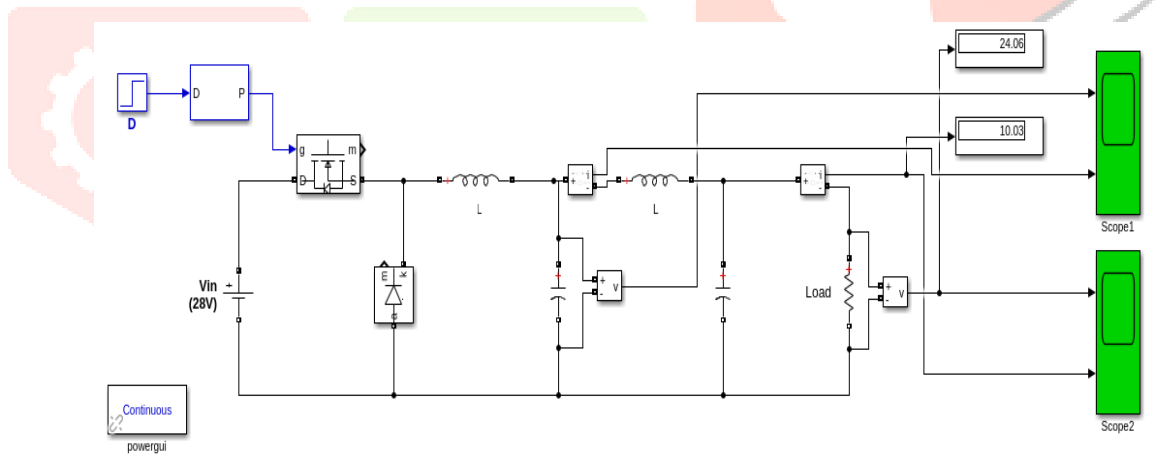 24.06
D P
D
10.03
g m
D S
i
+
-
+
i
+
-
+
L
L
Scope1
m k
a
Vin
(28V)
+
+
+
-
v
+
Load
+
+
-
v
Continuous
powergui
Scope2